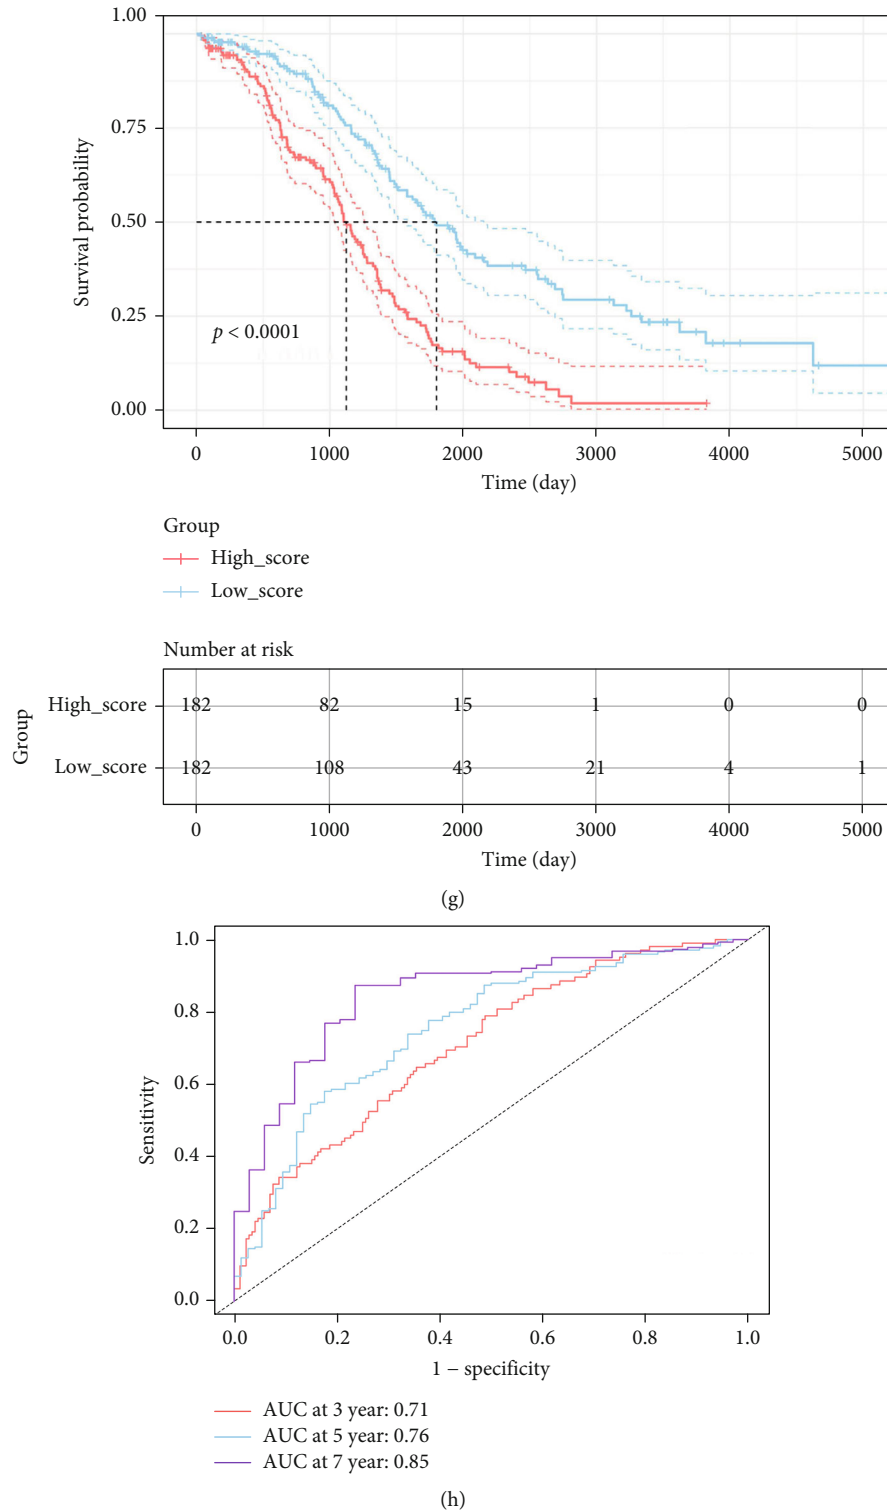 1.00
0.75
0.50
0.25
0.00
Survival probability
p < 0.0001
0 1000 2000 3000 4000 5000
Time (day)
Group
High_score
Low_score
Number at risk
Group
High_score 182 82 15 1 0 0
Low_score 182 108 43 21 4 1
0 1000 2000 3000 4000 5000
Time (day)
(g)
1.0
0.8
0.6
0.4
0.2
0.0
Sensitivity
0.0 0.2 0.4 0.6 0.8 1.0
1 – specificity
AUC at 3 year: 0.71
AUC at 5 year: 0.76
AUC at 7 year: 0.85
(h)